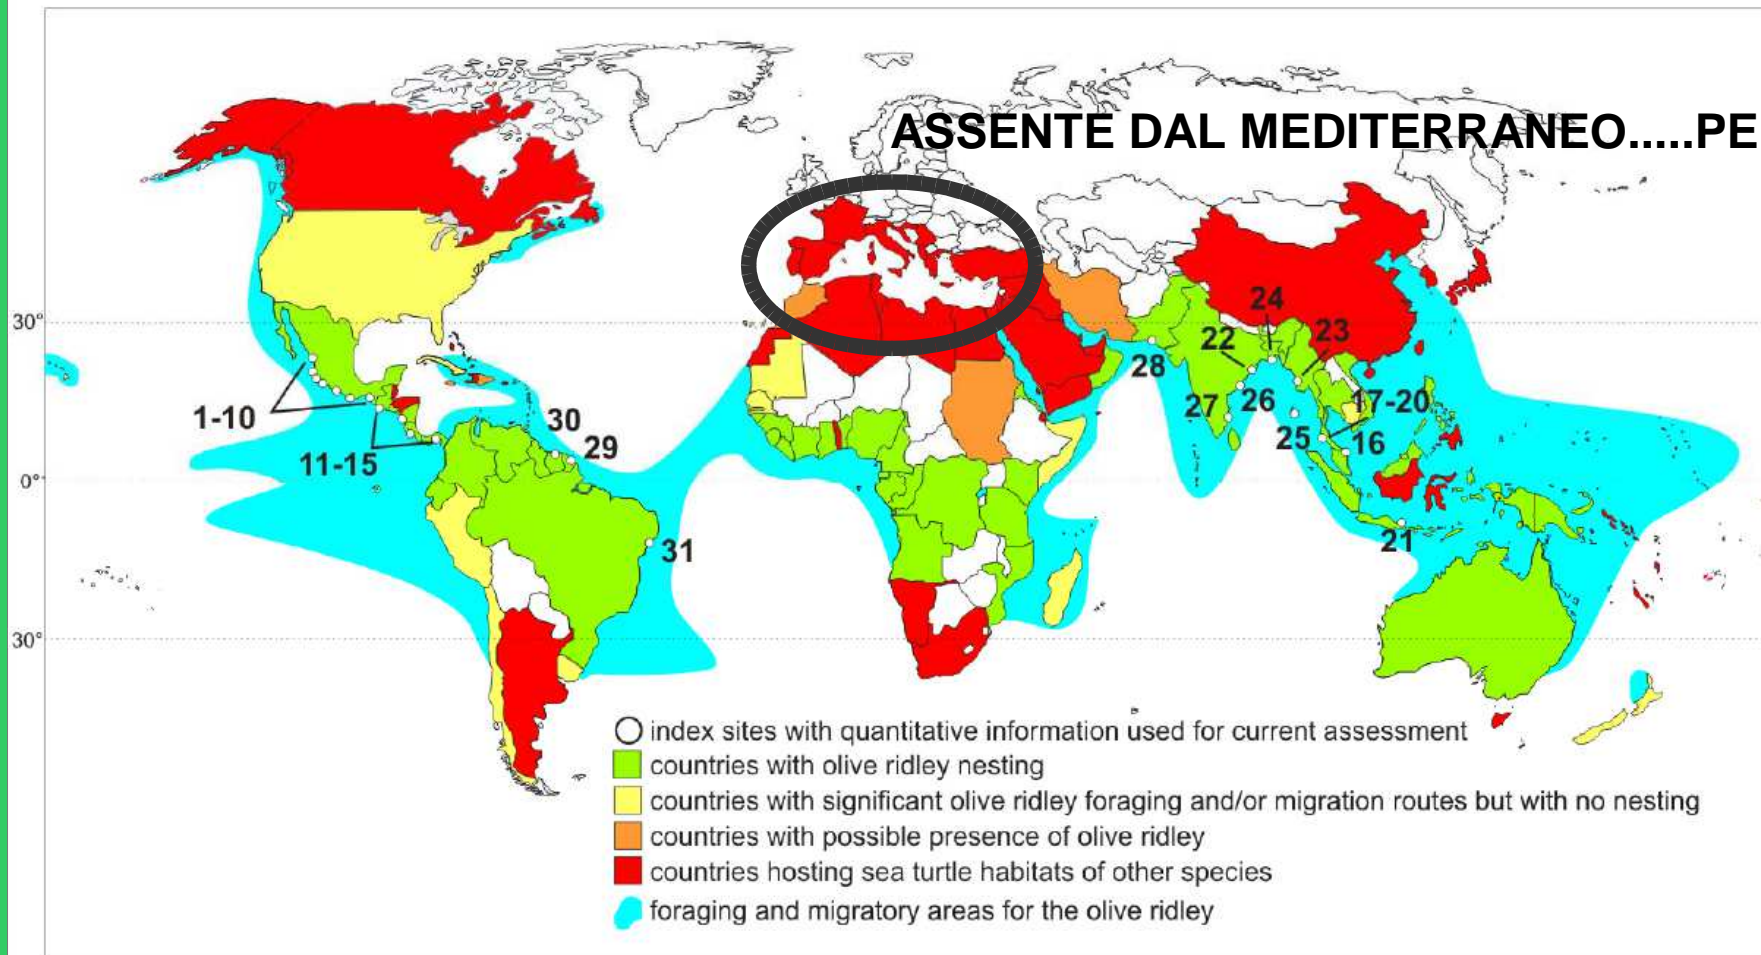 ASSENTE DAL MEDITERRANEO.....PE
30°
24
22
23
28
1-10
30
27
26
17-20
29
25
16
11-15
0°
21
31
30°
index sites with quantitative information used for current assessment
countries with olive ridley nesting
countries with significant olive ridley foraging and/or migration routes but with no nesting
countries with possible presence of olive ridley
countries hosting sea turtle habitats of other species
foraging and migratory areas for the olive ridley